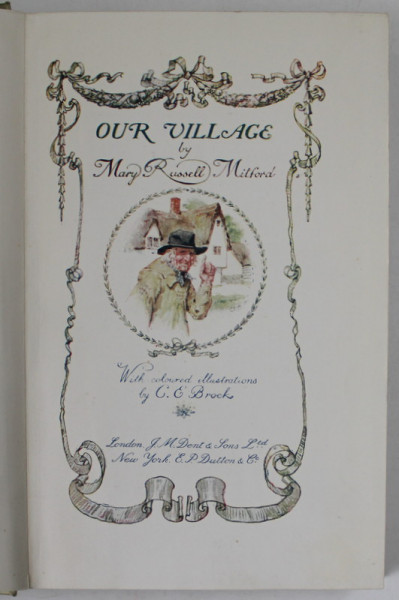 OUR VILLAGE
by
Mary Russell Mitford
With coloured illustrations
by C. E. Brock
London. J. M. Dent & Sons Ltd
New York. E. P. Dutton & Co